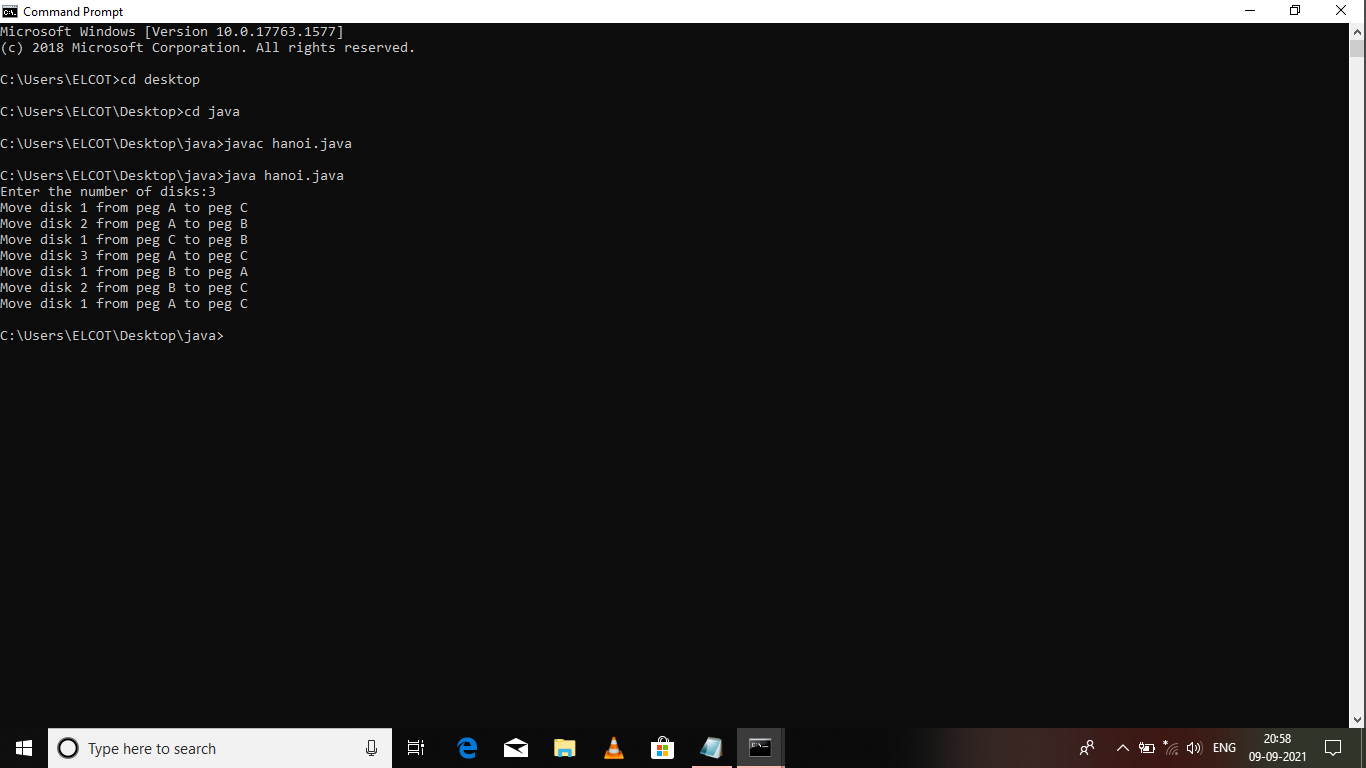 Command Prompt
Microsoft Windows [Version 10.0.17763.1577]
(c) 2018 Microsoft Corporation. All rights reserved.
C:\Users\ELCOT>cd desktop
C:\Users\ELCOT\Desktop>cd java
C:\Users\ELCOT\Desktop\java>javac hanoi.java
C:\Users\ELCOT\Desktop\java>java hanoi.java
Enter the number of disks:3
Move disk 1 from peg A to peg C
Move disk 2 from peg A to peg B
Move disk 1 from peg C to peg B
Move disk 3 from peg A to peg C
Move disk 1 from peg B to peg A
Move disk 2 from peg B to peg C
Move disk 1 from peg A to peg C
C:\Users\ELCOT\Desktop\java>
Type here to search
ENG
20:58
09-09-2021